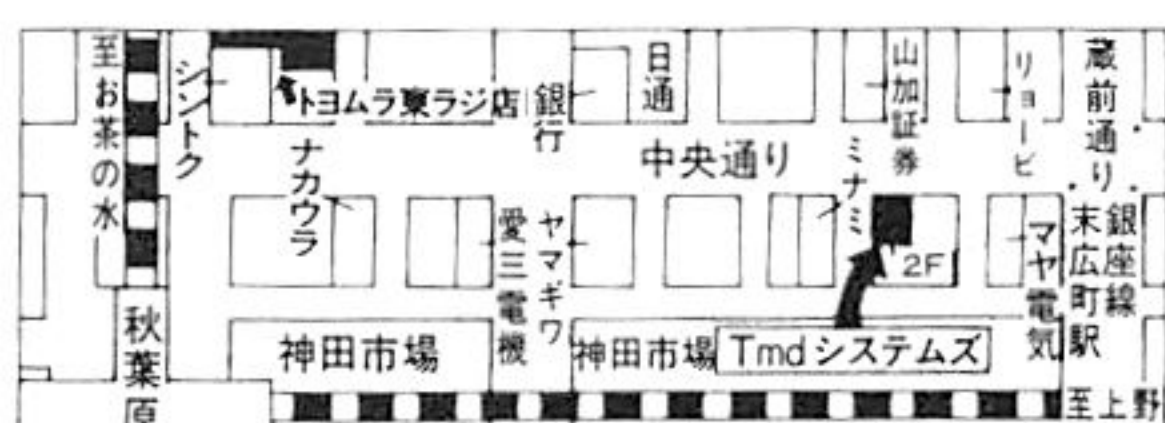 至お茶の水
シントク
トヨムラ東ラジ店
銀行
日通
山加証券
リョービ
蔵前通り
中央通り
ナカウラ
愛三電機
ヤマギワ
ミナミ
2F
マヤ電気
銀座線
末広町駅
秋葉原
神田市場
神田市場
Tmdシステムズ
至上野